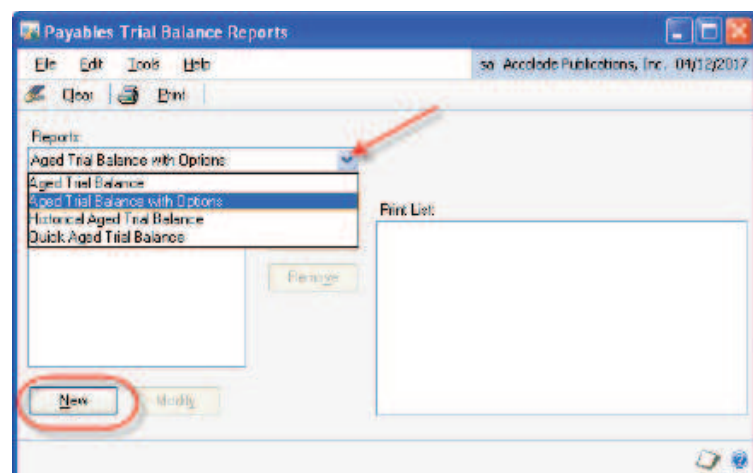 Payables Trial Balance Reports
File Edit Tools Help
sa Accolade Publications, Inc. 04/12/2017
Clear Print
Reports:
Aged Trial Balance with Options
Aged Trial Balance
Aged Trial Balance with Options
Historical Aged Trial Balance
Quick Aged Trial Balance
Print List:
Remove
New Modify